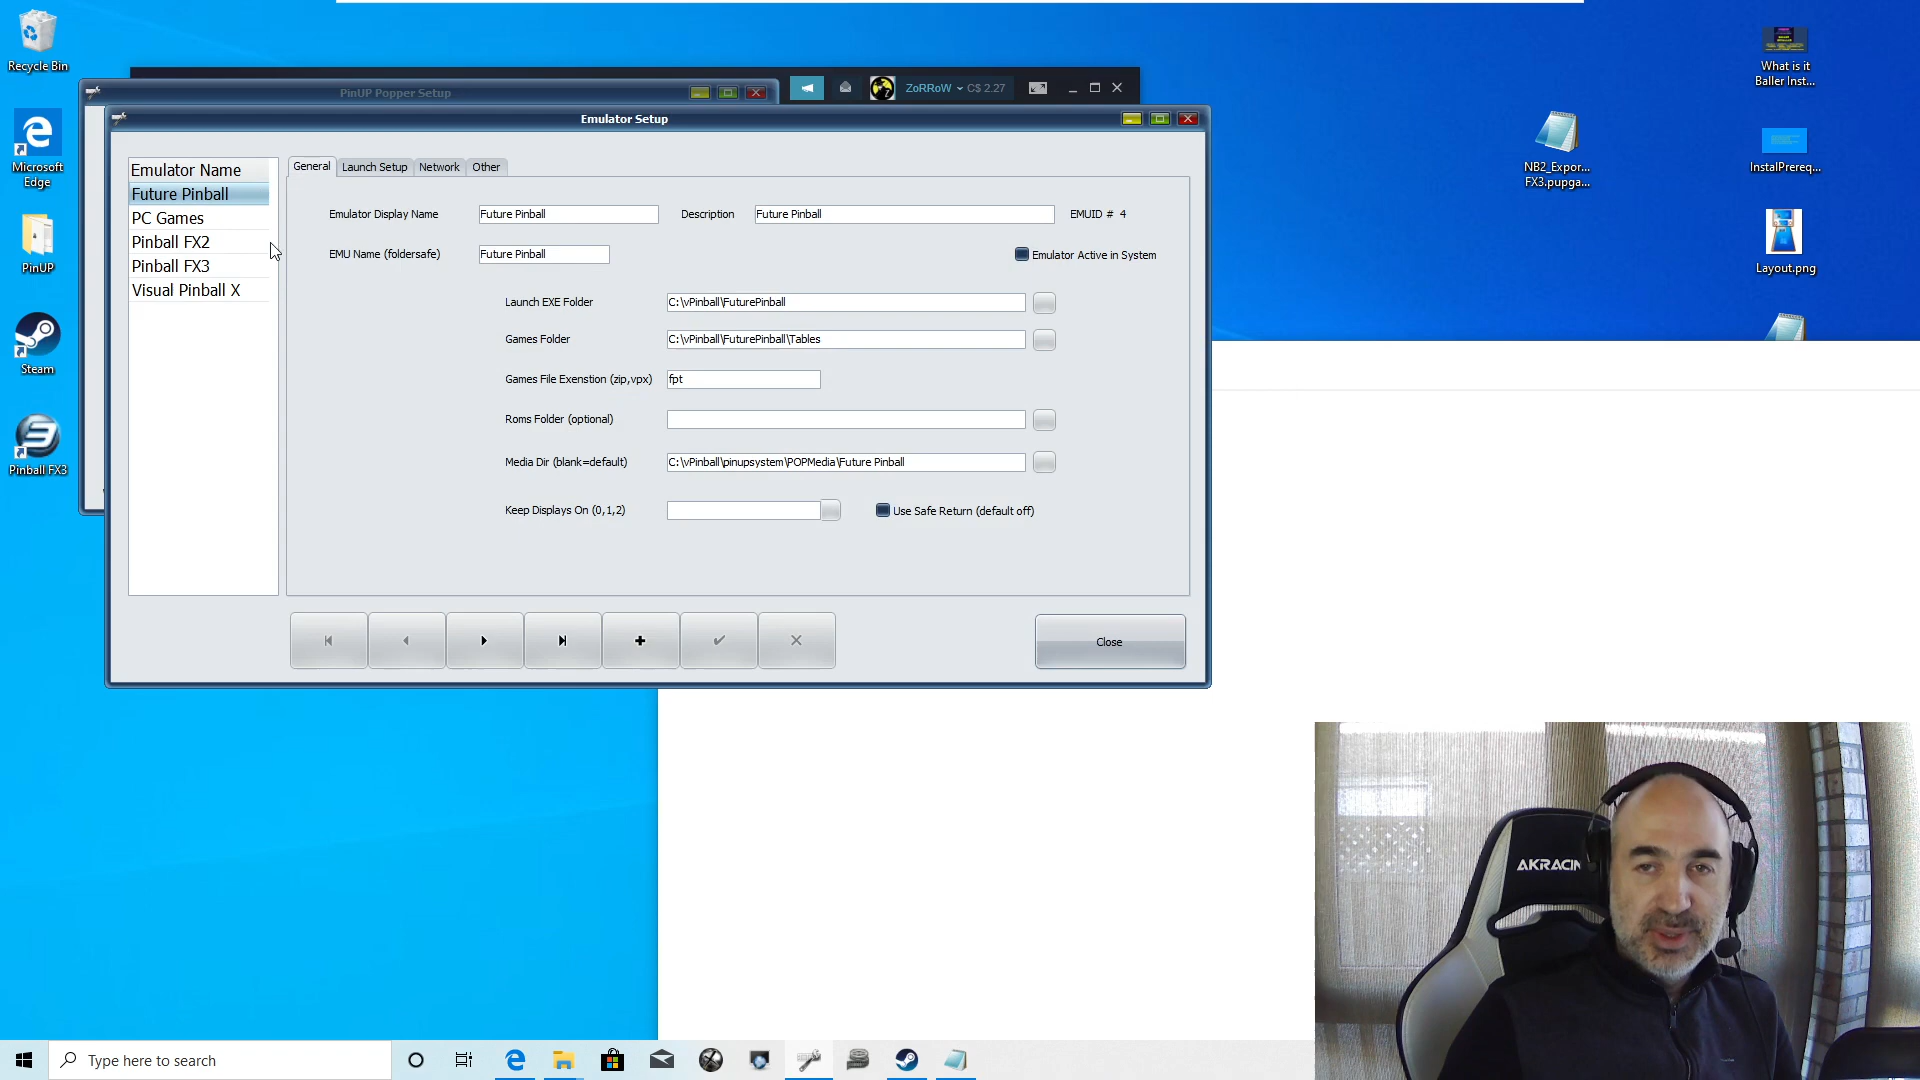 Recycle Bin
Microsoft
Edge
PinUP
Steam
Pinball FX3
What is it
Baller Inst...
NB2_Expor...
FX3.pupga...
InstalPrereq...
Layout.png
PinUP Popper Setup
ZoRRoW
C$ 2.27
Emulator Setup
Emulator Name
Future Pinball
PC Games
Pinball FX2
Pinball FX3
Visual Pinball X
General
Launch Setup
Network
Other
Emulator Display Name
Future Pinball
Description
Future Pinball
EMUID # 4
EMU Name (foldersafe)
Future Pinball
Emulator Active in System
Launch EXE Folder
C:\vPinball\FuturePinball
Games Folder
C:\vPinball\FuturePinball\Tables
Games File Exenstion (zip,vpx)
fpt
Roms Folder (optional)
Media Dir (blank=default)
C:\vPinball\pinupsystem\POPMedia\Future Pinball
Keep Displays On (0,1,2)
Use Safe Return (default off)
Close
AKRACIN
Type here to search